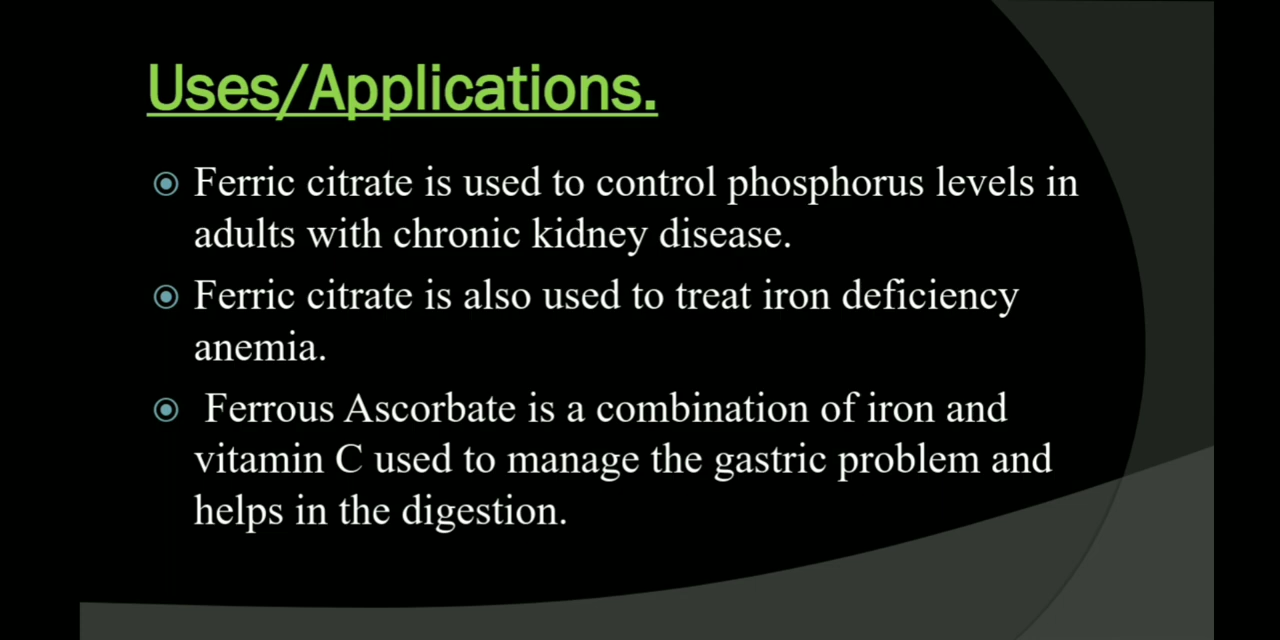 Uses/Applications.
Ferric citrate is used to control phosphorus levels in
adults with chronic kidney disease.
Ferric citrate is also used to treat iron deficiency
anemia.
Ferrous Ascorbate is a combination of iron and
vitamin C used to manage the gastric problem and
helps in the digestion.